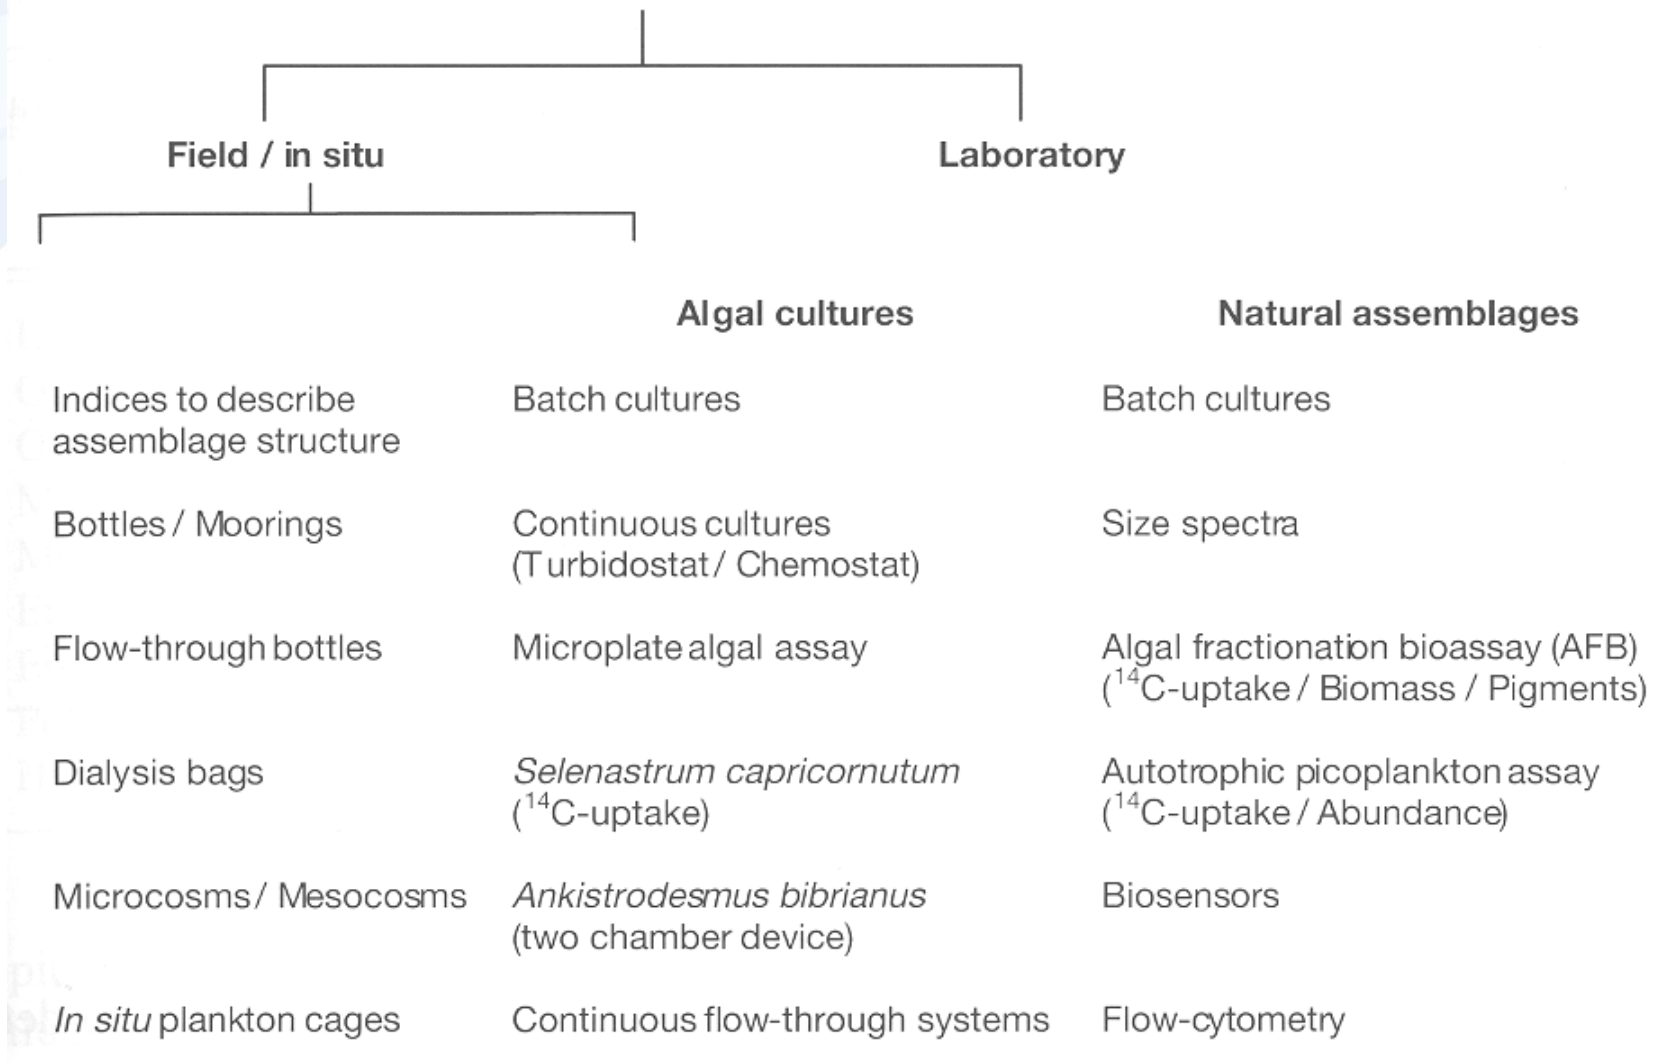 Field / in situ
Laboratory
Algal cultures
Natural assemblages
Indices to describe
assemblage structure
Batch cultures
Batch cultures
Bottles / Moorings
Continuous cultures
(Turbidostat / Chemostat)
Size spectra
Flow-through bottles
Microplate algal assay
Algal fractionation bioassay (AFB)
(¹⁴C-uptake / Biomass / Pigments)
Dialysis bags
Selenastrum capricornutum
(¹⁴C-uptake)
Autotrophic picoplankton assay
(¹⁴C-uptake / Abundance)
Microcosms / Mesocosms
Ankistrodesmus bibrianus
(two chamber device)
Biosensors
In situ plankton cages
Continuous flow-through systems
Flow-cytometry